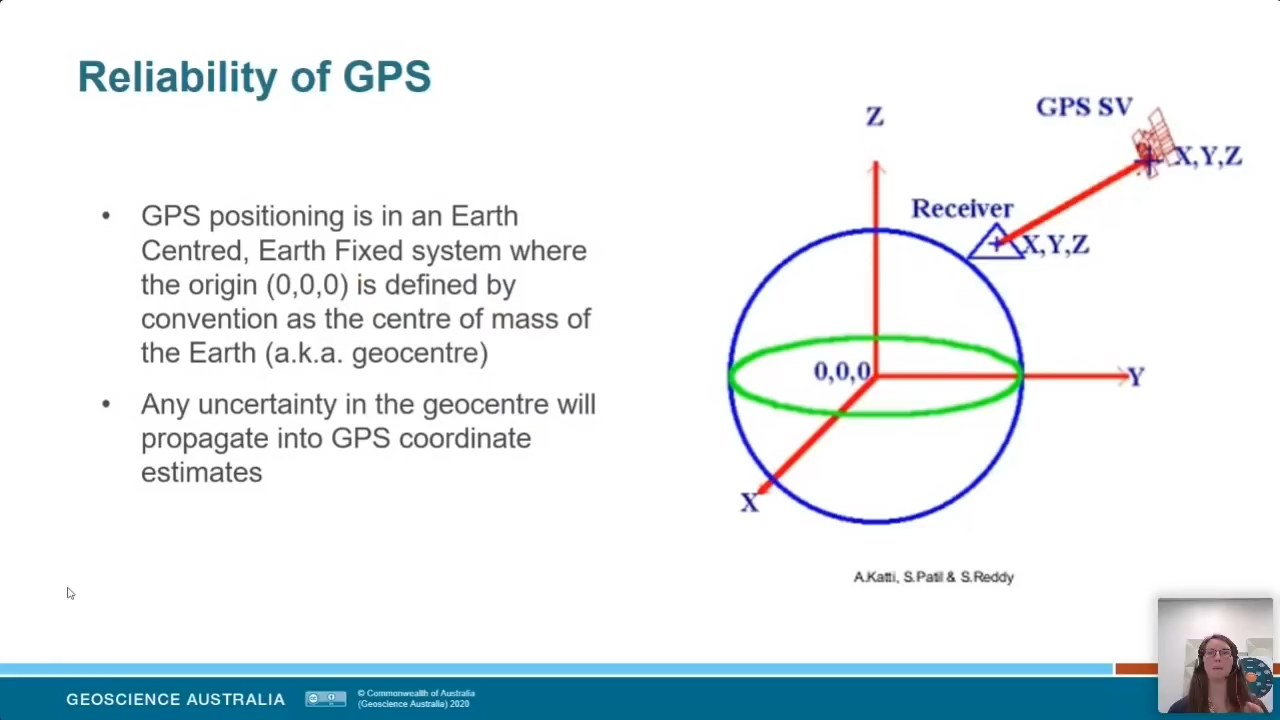 Reliability of GPS
• GPS positioning is in an Earth
Centred, Earth Fixed system where
the origin (0,0,0) is defined by
convention as the centre of mass of
the Earth (a.k.a. geocentre)
• Any uncertainty in the geocentre will
propagate into GPS coordinate
estimates
GPS SV
Z
X,Y,Z
Receiver
X,Y,Z
0,0,0
Y
X
A.Katti, S.Patil & S.Reddy
GEOSCIENCE AUSTRALIA
© Commonwealth of Australia
(Geoscience Australia) 2020